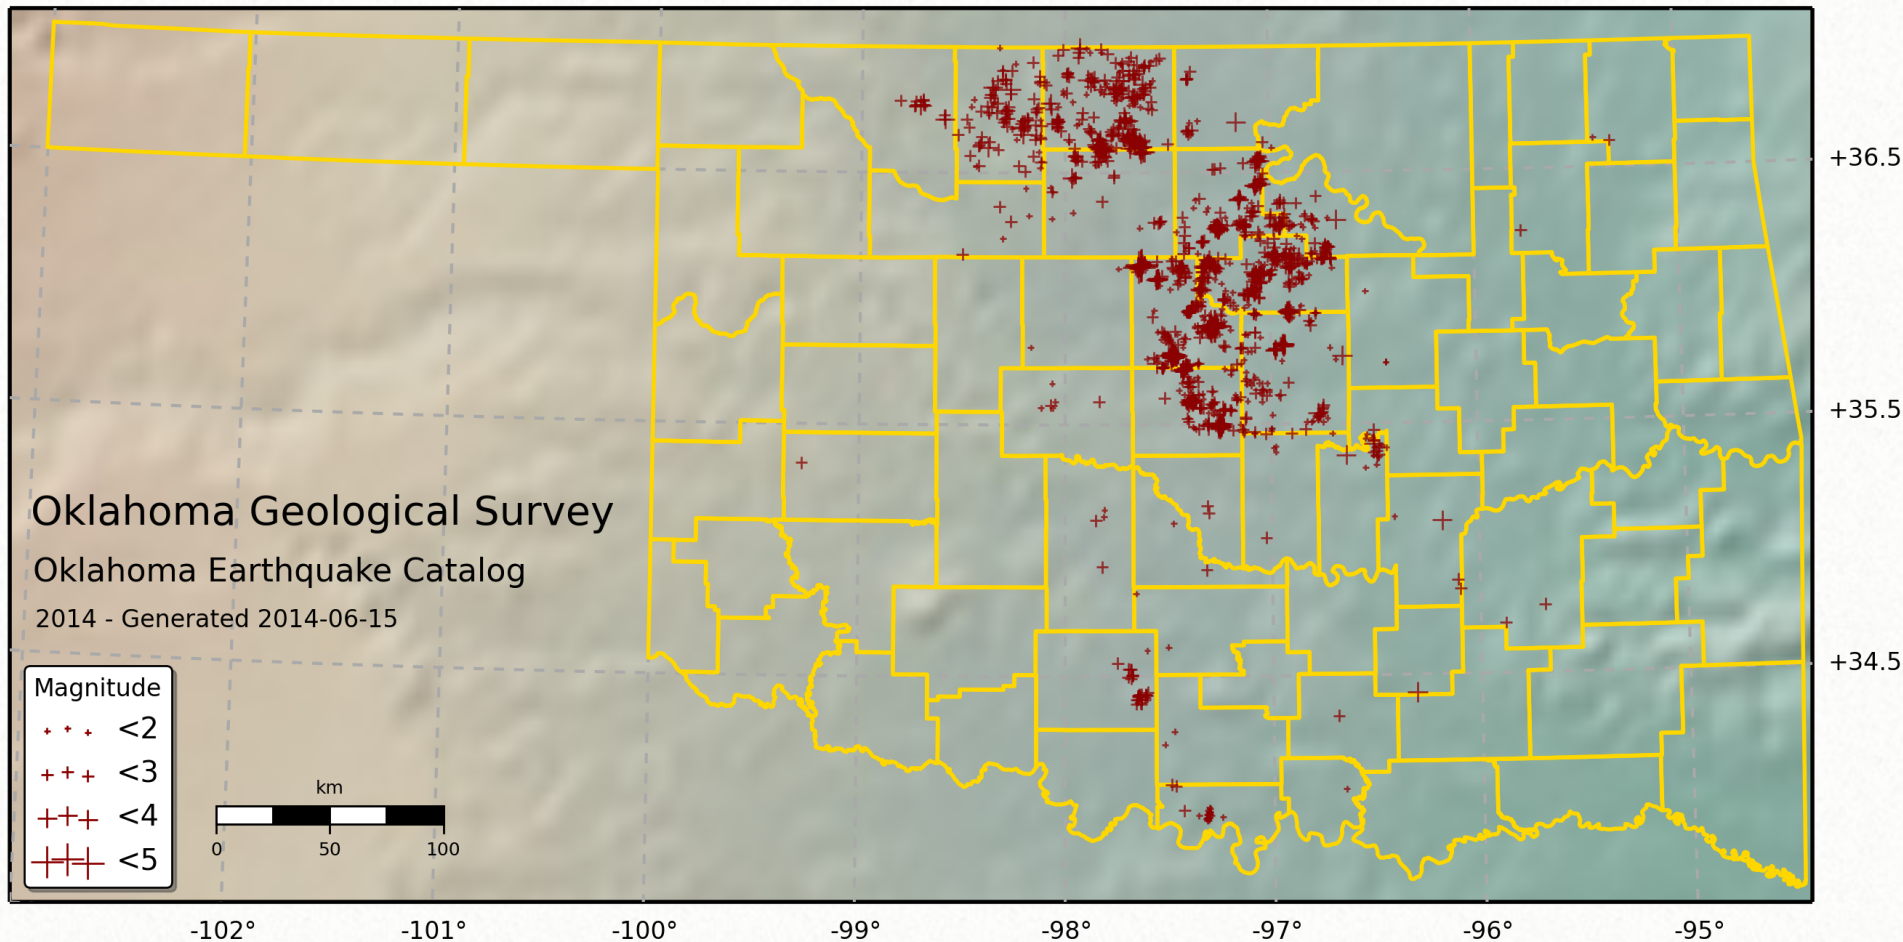 Oklahoma Geological Survey
Oklahoma Earthquake Catalog
2014 - Generated 2014-06-15
Magnitude
<2
<3
<4
<5
km
0 50 100
+36.5
+35.5
+34.5
-102° -101° -100° -99° -98° -97° -96° -95°